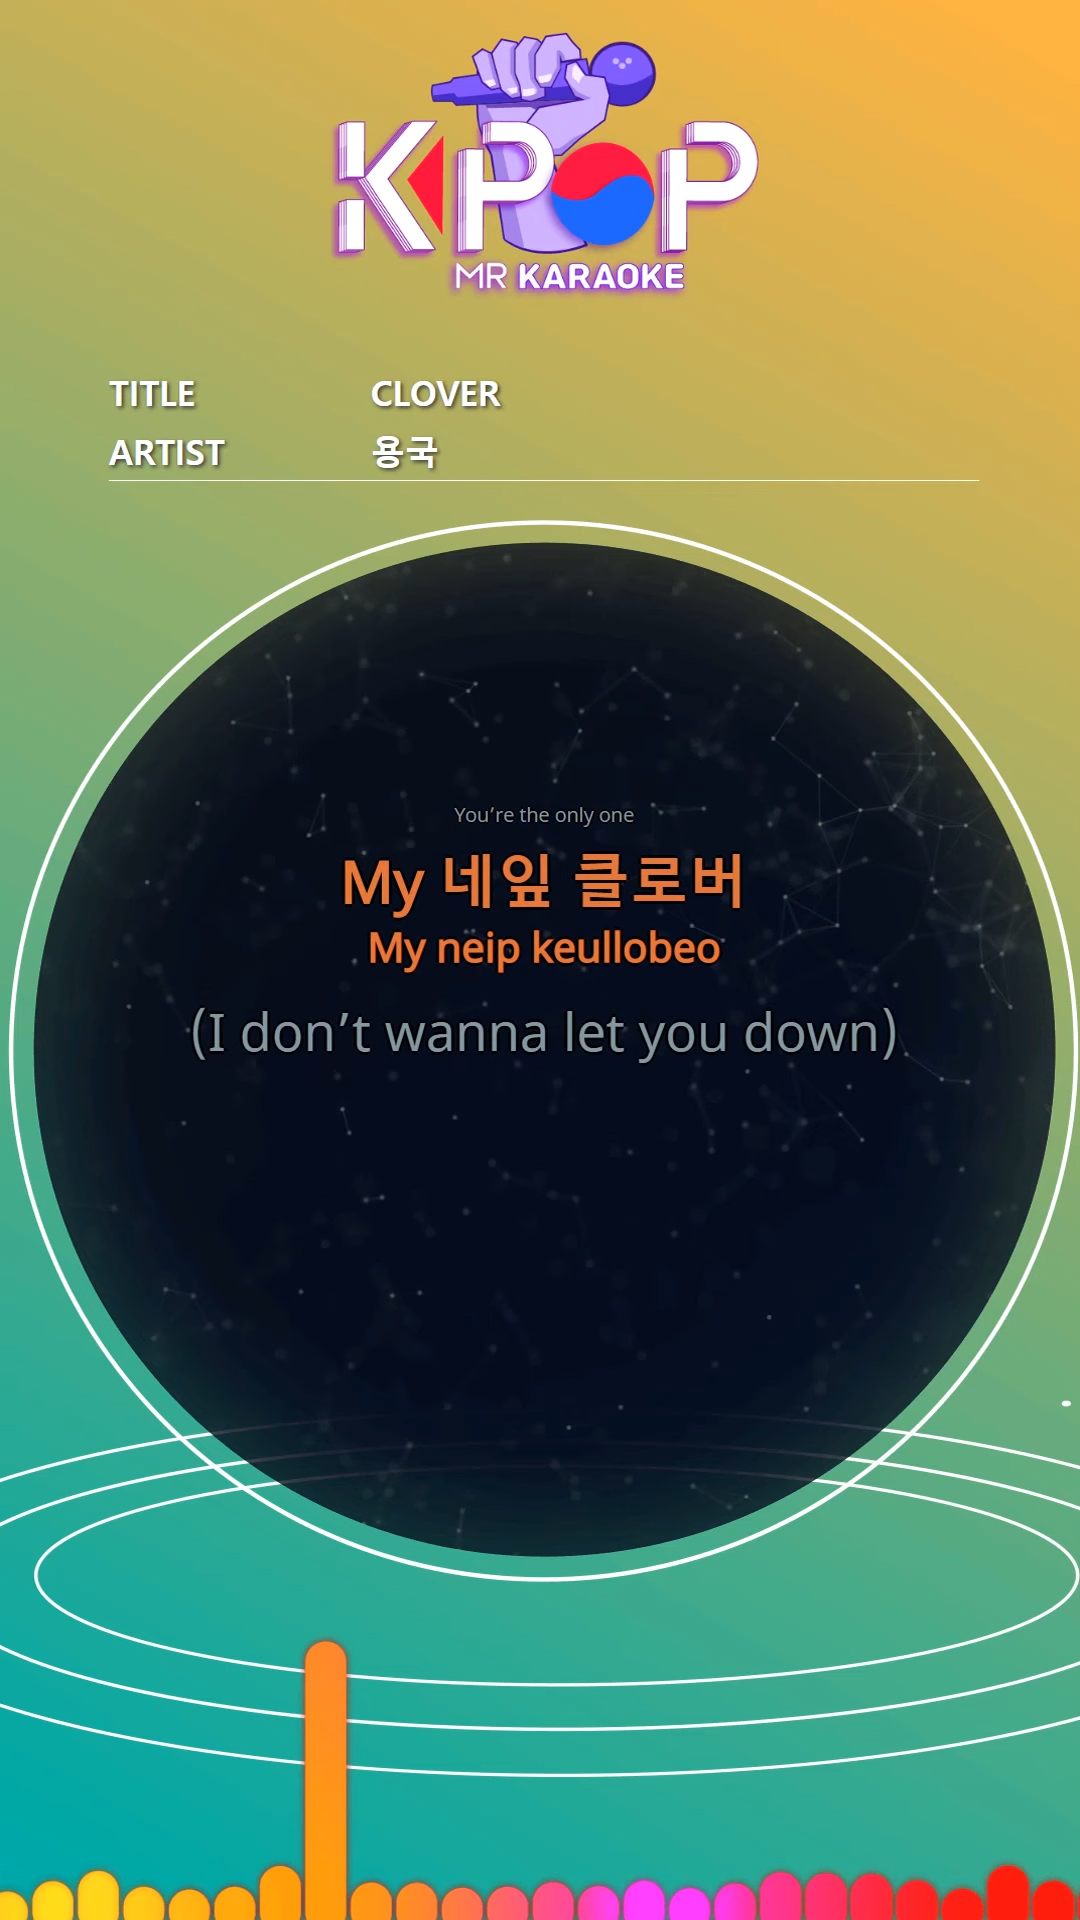 KPOP
MR KARAOKE
TITLE CLOVER
ARTIST 용국
You’re the only one
My 네잎 클로버
My neip keullobeo
(I don’t wanna let you down)